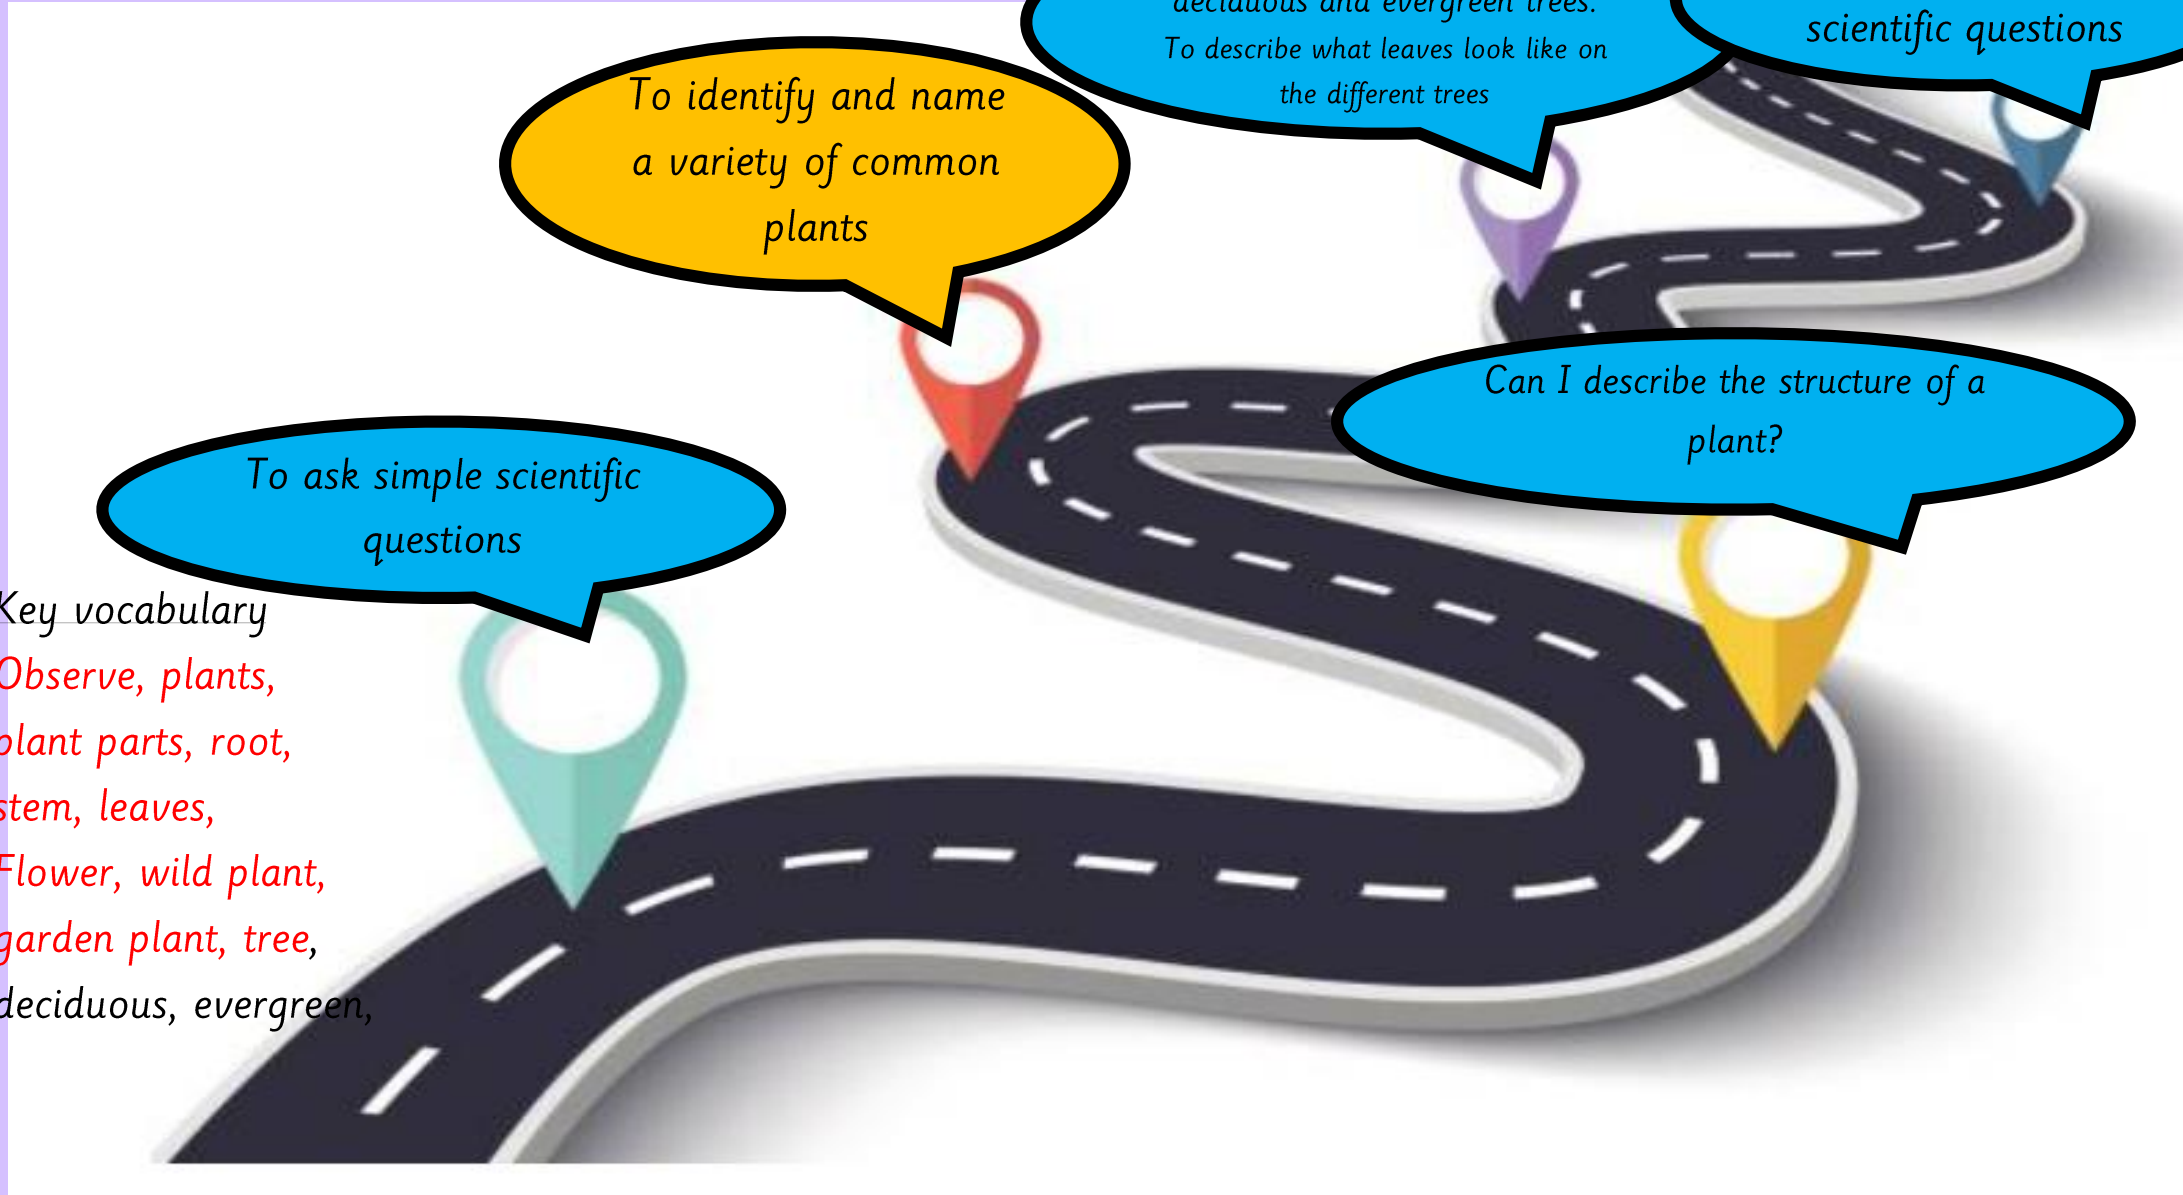 deciduous and evergreen trees.
To describe what leaves look like on
the different trees
scientific questions
To identify and name
a variety of common
plants
Can I describe the structure of a
plant?
To ask simple scientific
questions
Key vocabulary
Observe, plants,
plant parts, root,
stem, leaves,
Flower, wild plant,
garden plant, tree,
deciduous, evergreen,